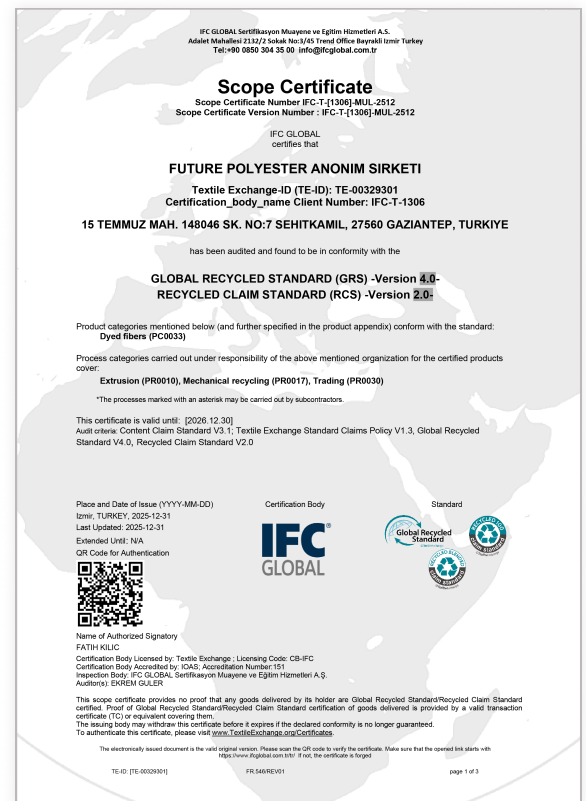 IFC GLOBAL Sertifikasyon Muayene ve Egitim Hizmetleri A.S.
Adalet Mahallesi 2132/2 Sokak No:3/45 Trend Office Bayrakli Izmir Turkey
Tel:+90 0850 304 35 00 info@ifcglobal.com.tr
Scope Certificate
Scope Certificate Number IFC-T-[1306]-MUL-2512
Scope Certificate Version Number : IFC-T-[1306]-MUL-2512
IFC GLOBAL
certifies that
FUTURE POLYESTER ANONIM SIRKETI
Textile Exchange-ID (TE-ID): TE-00329301
Certification_body_name Client Number: IFC-T-1306
15 TEMMUZ MAH. 148046 SK. NO:7 SEHITKAMIL, 27560 GAZIANTEP, TURKIYE
has been audited and found to be in conformity with the
GLOBAL RECYCLED STANDARD (GRS) -Version 4.0-
RECYCLED CLAIM STANDARD (RCS) -Version 2.0-
Product categories mentioned below (and further specified in the product appendix) conform with the standard:
Dyed fibers (PC0033)
Process categories carried out under responsibility of the above mentioned organization for the certified products
cover:
Extrusion (PR0010), Mechanical recycling (PR0017), Trading (PR0030)
*The processes marked with an asterisk may be carried out by subcontractors.
This certificate is valid until: [2026.12.30]
Audit criteria: Content Claim Standard V3.1; Textile Exchange Standard Claims Policy V1.3, Global Recycled
Standard V4.0, Recycled Claim Standard V2.0
Place and Date of Issue (YYYY-MM-DD)
Izmir, TURKEY, 2025-12-31
Last Updated: 2025-12-31
Extended Until: N/A
QR Code for Authentication
Certification Body
IFC®
GLOBAL
Standard
Global Recycled
Standard
RECYCLED 100
claim standard
RECYCLED BLENDED
claim standard
Name of Authorized Signatory
FATIH KILIC
Certification Body Licensed by: Textile Exchange ; Licensing Code: CB-IFC
Certification Body Accredited by: IOAS; Accreditation Number:151
Inspection Body: IFC GLOBAL Sertifikasyon Muayene ve Eğitim Hizmetleri A.Ş.
Auditor(s): EKREM GULER
This scope certificate provides no proof that any goods delivered by its holder are Global Recycled Standard/Recycled Claim Standard
certified. Proof of Global Recycled Standard/Recycled Claim Standard certification of goods delivered is provided by a valid transaction
certificate (TC) or equivalent covering them.
The issuing body may withdraw this certificate before it expires if the declared conformity is no longer guaranteed.
To authenticate this certificate, please visit www.TextileExchange.org/Certificates.
The electronically issued document is the valid original version. Please scan the QR code to verify the certificate. Make sure that the opened link starts with
https://www.ifcglobal.com.tr/tr/ If not, the certificate is forged
TE-ID: [TE-00329301]
FR.546/REV01
page 1 of 3